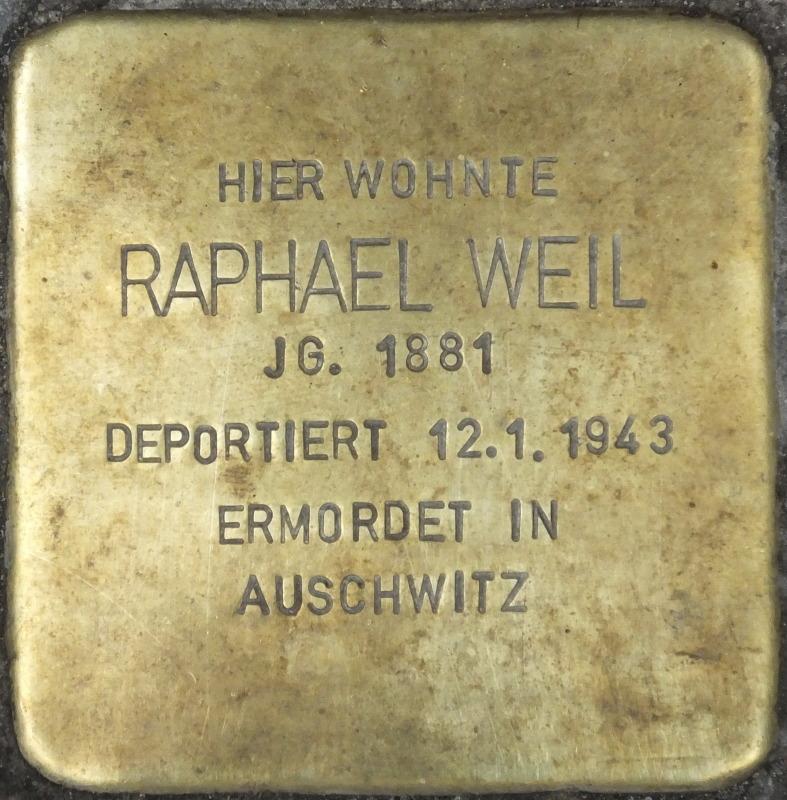 HIER WOHNTE
RAPHAEL WEIL
JG. 1881
DEPORTIERT 12.1.1943
ERMORDET IN
AUSCHWITZ